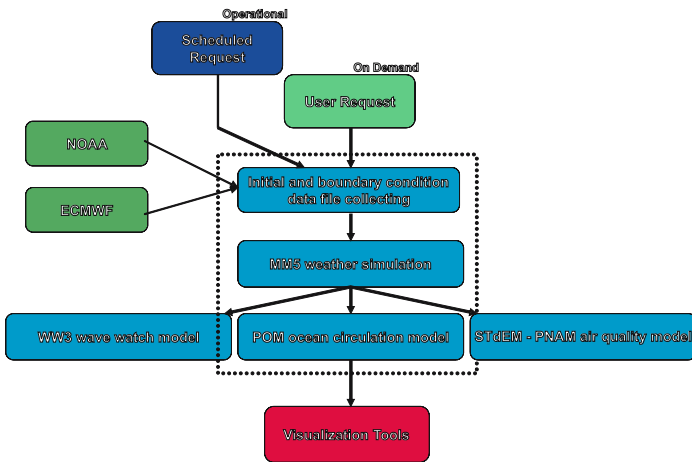 Operational
Scheduled
Request
On Demand
User Request
NOAA
ECMWF
Initial and boundary condition
data file collecting
MM5 weather simulation
WW3 wave watch model
POM ocean circulation model
STdEM - PNAM air quality model
Visualization Tools